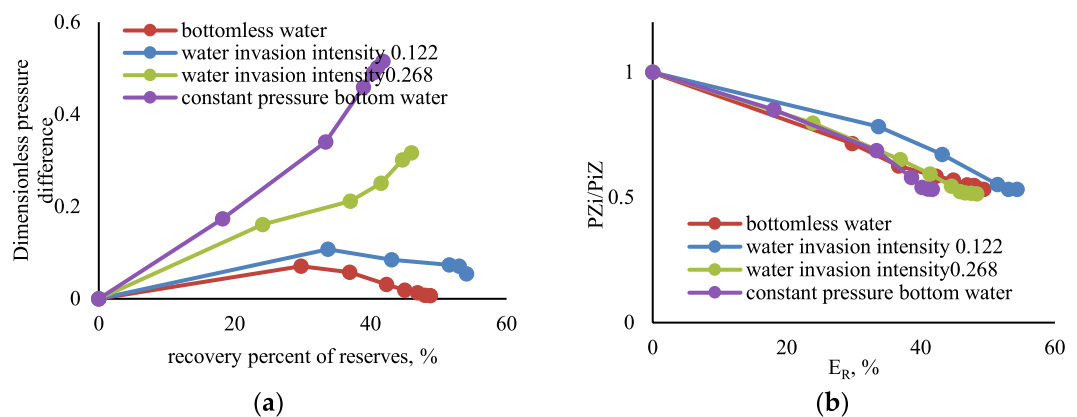 0.6
0.4
0.2
0
0
20
40
60
Dimensionless pressure
difference
bottomless water
water invasion intensity 0.122
water invasion intensity0.268
constant pressure bottom water
recovery percent of reserves, %
(a)
1
0.5
0
0
20
40
60
PZi/PiZ
bottomless water
water invasion intensity 0.122
water invasion intensity0.268
constant pressure bottom water
ER, %
(b)